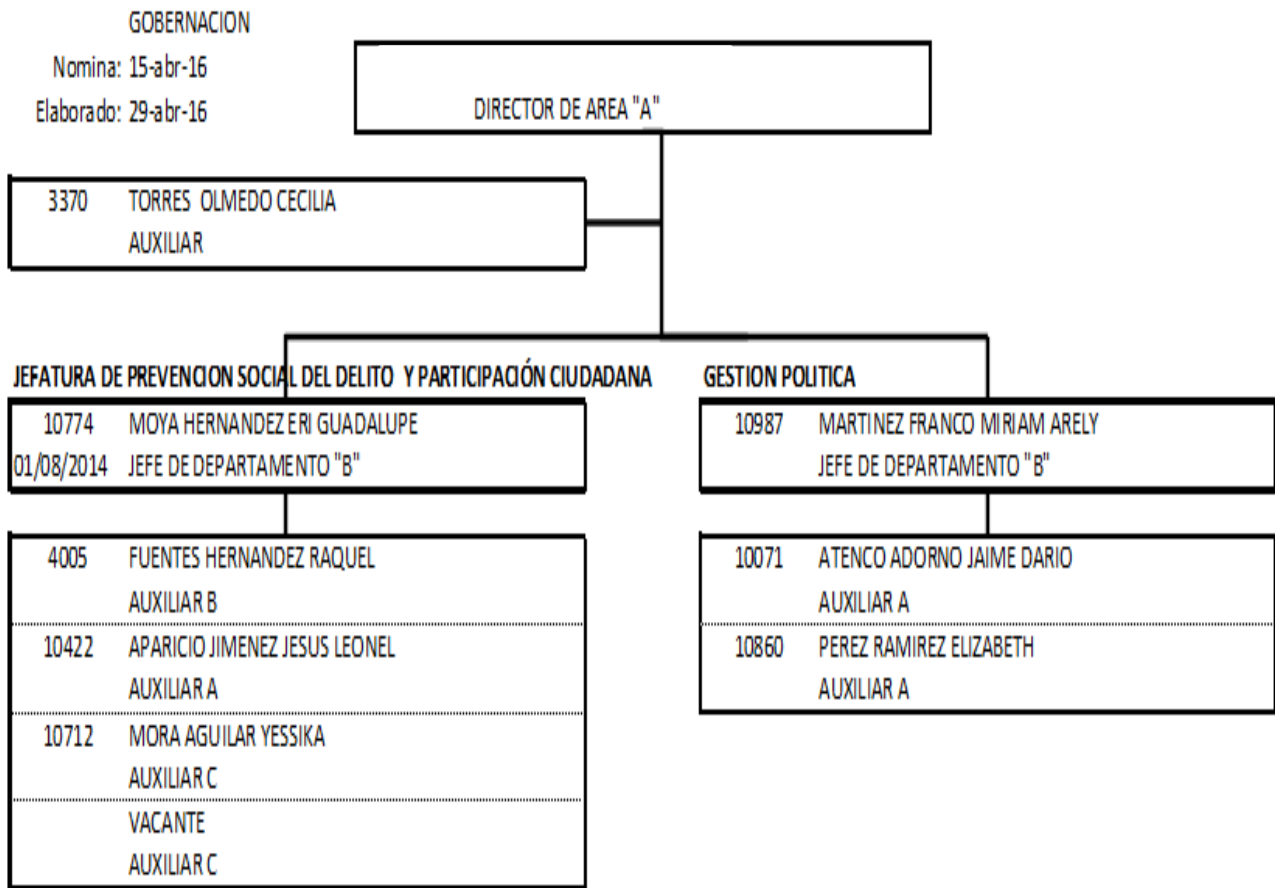 GOBERNACION
Nomina: 15-abr-16
Elaborado: 29-abr-16
DIRECTOR DE AREA "A"
3370 TORRES OLMEDO CECILIA
AUXILIAR
JEFATURA DE PREVENCION SOCIAL DEL DELITO Y PARTICIPACIÓN CIUDADANA
10774 MOYA HERNANDEZ ERI GUADALUPE
01/08/2014 JEFE DE DEPARTAMENTO "B"
4005 FUENTES HERNANDEZ RAQUEL
AUXILIAR B
10422 APARICIO JIMENEZ JESUS LEONEL
AUXILIAR A
10712 MORA AGUILAR YESSIKA
AUXILIAR C
VACANTE
AUXILIAR C
GESTION POLITICA
10987 MARTINEZ FRANCO MIRIAM ARELY
JEFE DE DEPARTAMENTO "B"
10071 ATENCO ADORNO JAIME DARIO
AUXILIAR A
10860 PEREZ RAMIREZ ELIZABETH
AUXILIAR A